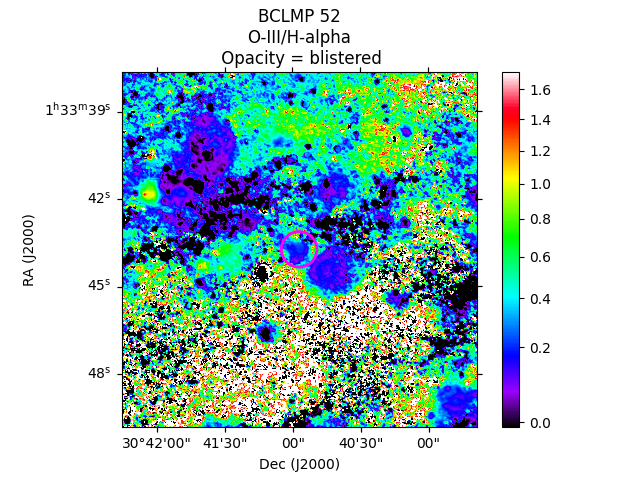 BCLMP 52
O-III/H-alpha
Opacity = blistered
1h33m39s
42s
45s
48s
RA (J2000)
30°42'00" 41'30" 00" 40'30" 00"
Dec (J2000)
1.6
1.4
1.2
1.0
0.8
0.6
0.4
0.2
0.0